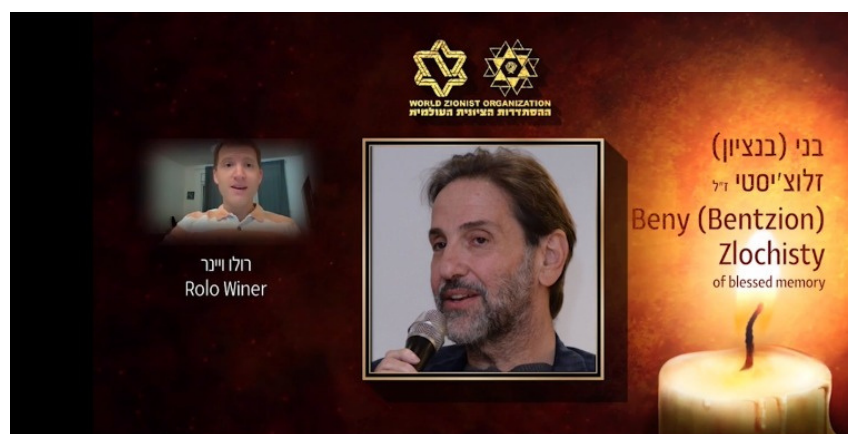 WORLD ZIONIST ORGANIZATION
ההסתדרות הציונית העולמית
בני (בנציון)
זלוצ'יסטי ז"ל
Beny (Bentzion)
Zlochisty
of blessed memory
רולו ויינר
Rolo Winer